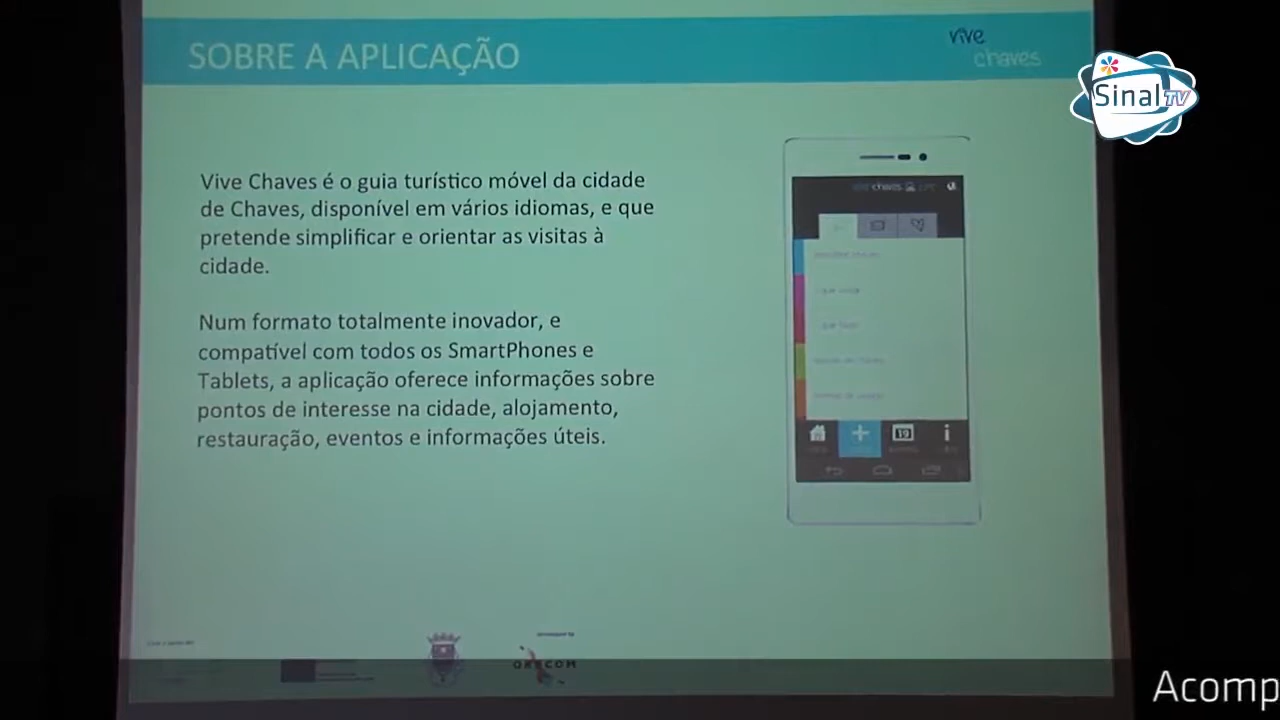 SOBRE A APLICAÇÃO
vive
chaves
Sinal TV
Vive Chaves é o guia turístico móvel da cidade
de Chaves, disponível em vários idiomas, e que
pretende simplificar e orientar as visitas à
cidade.
Num formato totalmente inovador, e
compatível com todos os SmartPhones e
Tablets, a aplicação oferece informações sobre
pontos de interesse na cidade, alojamento,
restauração, eventos e informações úteis.
chaves
19
Acomp